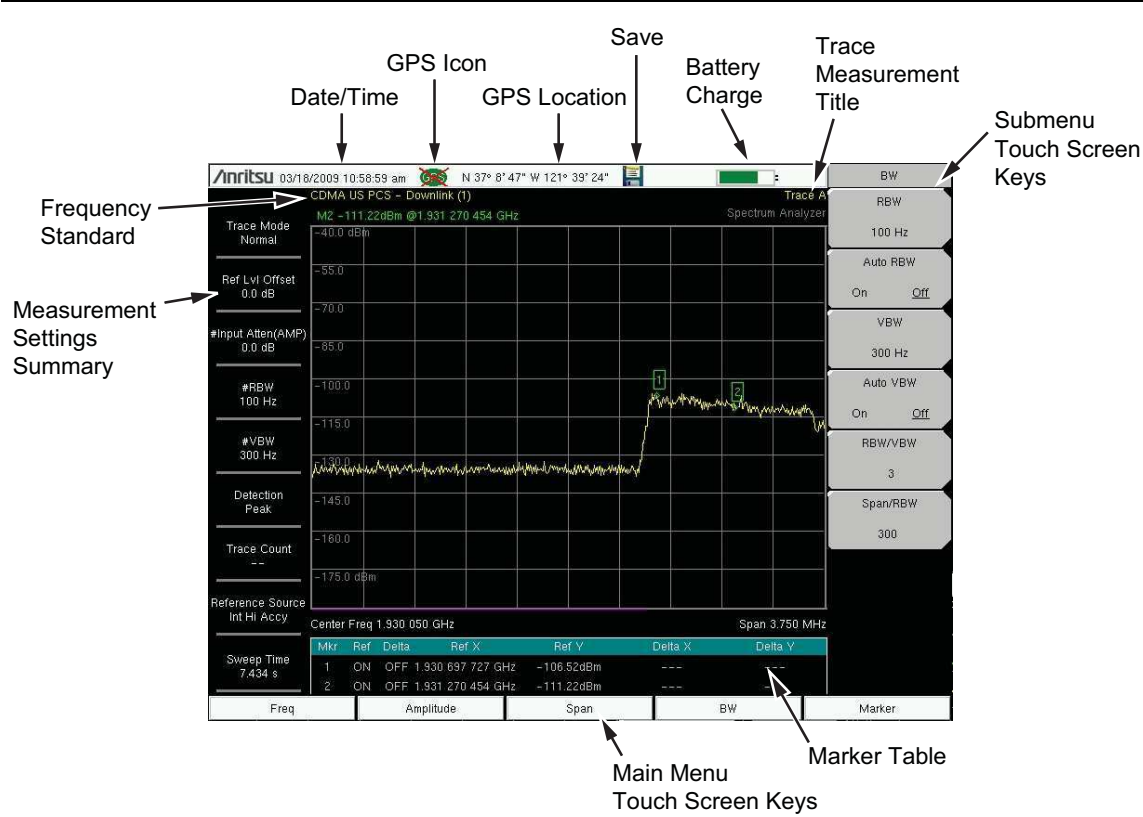 Save
Trace
Measurement
Title
GPS Icon
Battery
Charge
Date/Time
GPS Location
Submenu
Touch Screen
Keys
Frequency
Standard
Measurement
Settings
Summary
Anritsu 03/18/2009 10:58:59 am GPS N 37° 8' 47" W 121° 39' 24"
CDMA US PCS - Downlink (1) Trace A
M2 -111.22dBm @1.931 270 454 GHz Spectrum Analyzer
Trace Mode
Normal
Ref Lvl Offset
0.0 dB
#Input Atten(AMP)
0.0 dB
#RBW
100 Hz
#VBW
300 Hz
Detection
Peak
Trace Count
--
Reference Source
Int Hi Accy
Sweep Time
7.434 s
-40.0 dBm
-55.0
-70.0
-85.0
-100.0
-115.0
-130.0
-145.0
-160.0
-175.0 dBm
1
2
Center Freq 1.930 050 GHz Span 3.750 MHz
Mkr Ref Delta Ref X Ref Y Delta X Delta Y
1 ON OFF 1.930 697 727 GHz -106.52dBm --- ---
2 ON OFF 1.931 270 454 GHz -111.22dBm --- ---
BW
RBW
100 Hz
Auto RBW
On Off
VBW
300 Hz
Auto VBW
On Off
RBW/VBW
3
Span/RBW
300
Freq Amplitude Span BW Marker
Marker Table
Main Menu
Touch Screen Keys